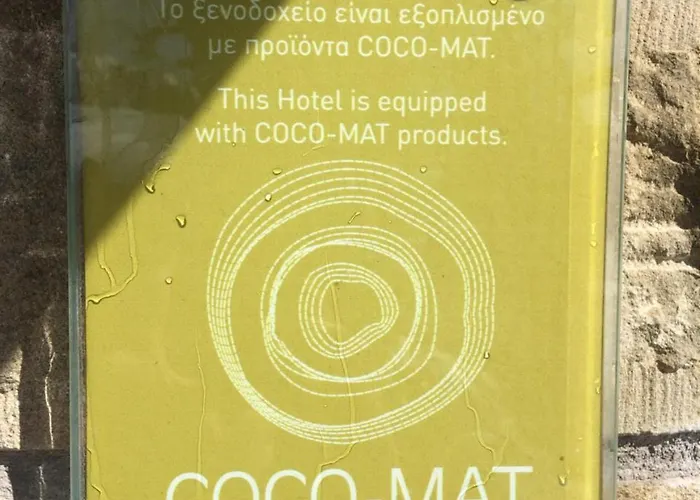 Το ξενοδοχείο είναι εξοπλισμένο
με προϊόντα COCO-MAT.
This Hotel is equipped
with COCO-MAT products.
COCO-MAT